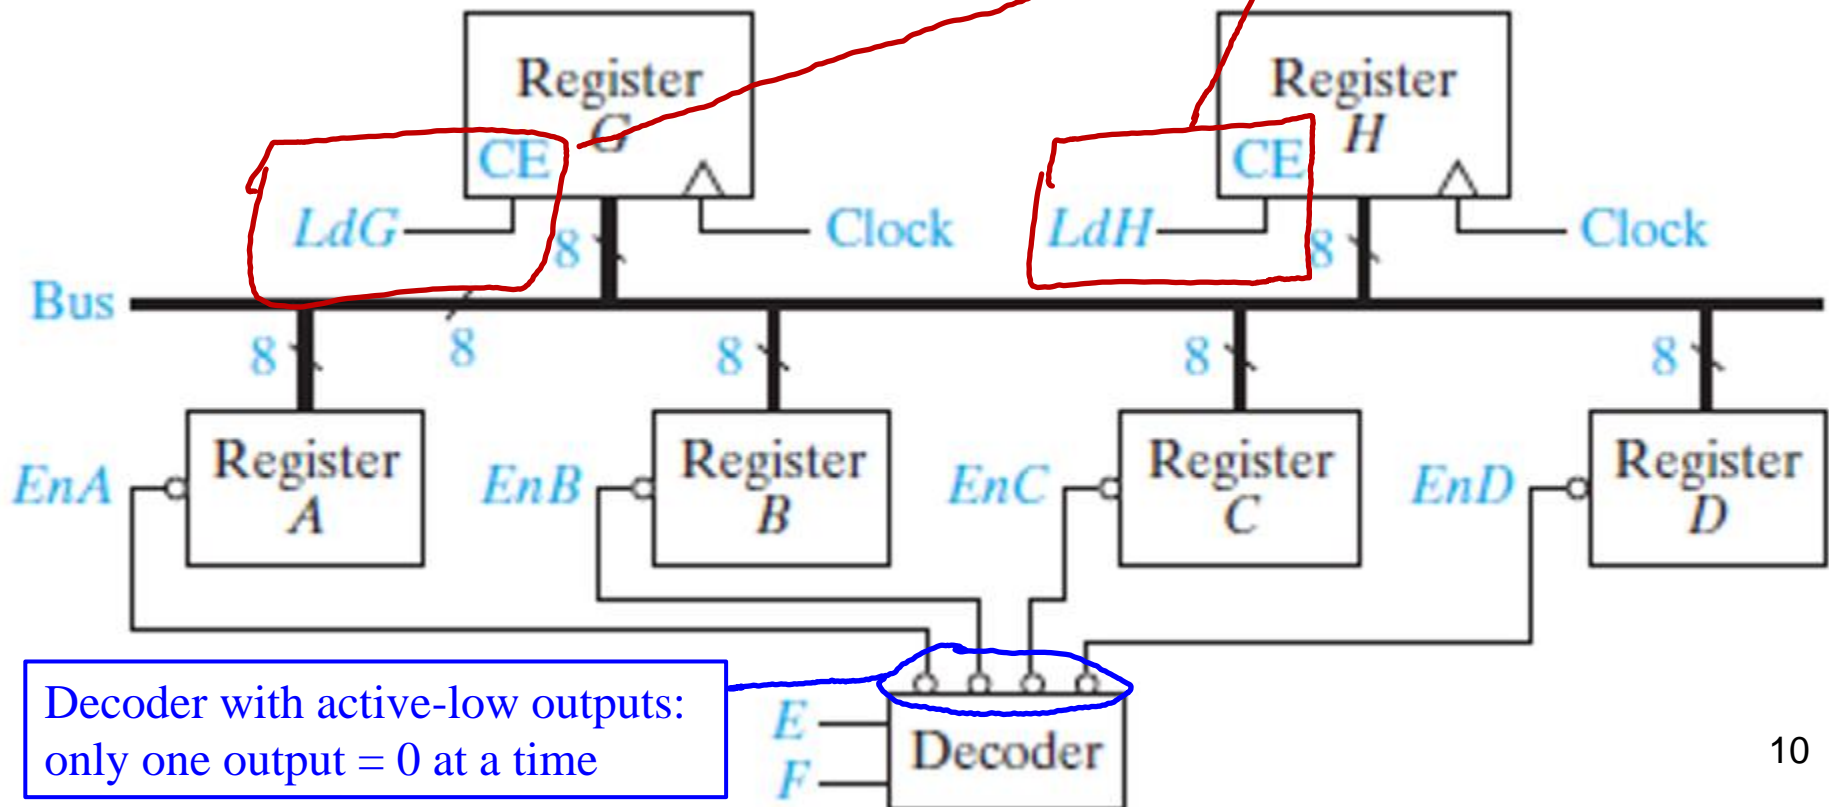 Register
G
CE
LdG
8
Clock
Register
H
CE
LdH
8
Clock
Bus
8
8
8
8
8
EnA
Register
A
EnB
Register
B
EnC
Register
C
EnD
Register
D
Decoder with active-low outputs:
only one output = 0 at a time
E
F
Decoder
10